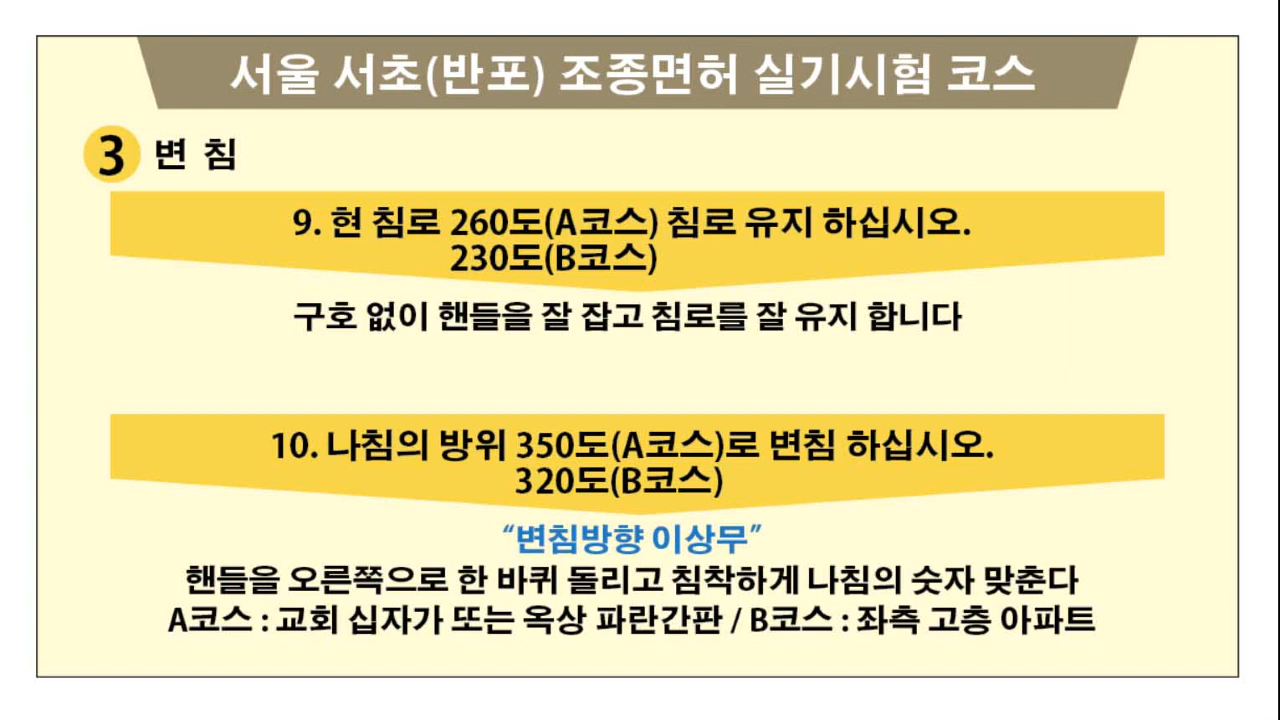 서울 서초(반포) 조종면허 실기시험 코스
3 변 침
9. 현 침로 260도(A코스) 침로 유지 하십시오.
230도(B코스)
구호 없이 핸들을 잘 잡고 침로를 잘 유지 합니다
10. 나침의 방위 350도(A코스)로 변침 하십시오.
320도(B코스)
“변침방향 이상무”
핸들을 오른쪽으로 한 바퀴 돌리고 침착하게 나침의 숫자 맞춘다
A코스 : 교회 십자가 또는 옥상 파란간판 / B코스 : 좌측 고층 아파트